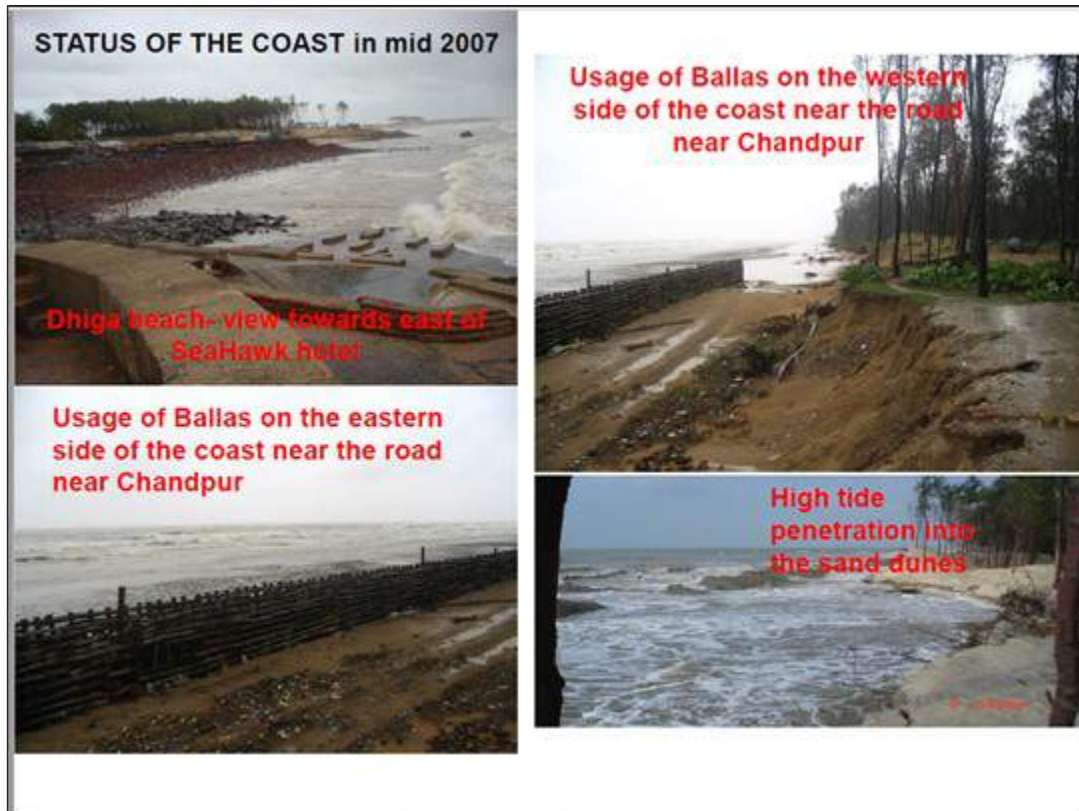 STATUS OF THE COAST in mid 2007
Dhiga beach- view towards east of
SeaHawk hotel
Usage of Ballas on the eastern
side of the coast near the road
near Chandpur
Usage of Ballas on the western
side of the coast near the road
near Chandpur
High tide
penetration into
the sand dunes